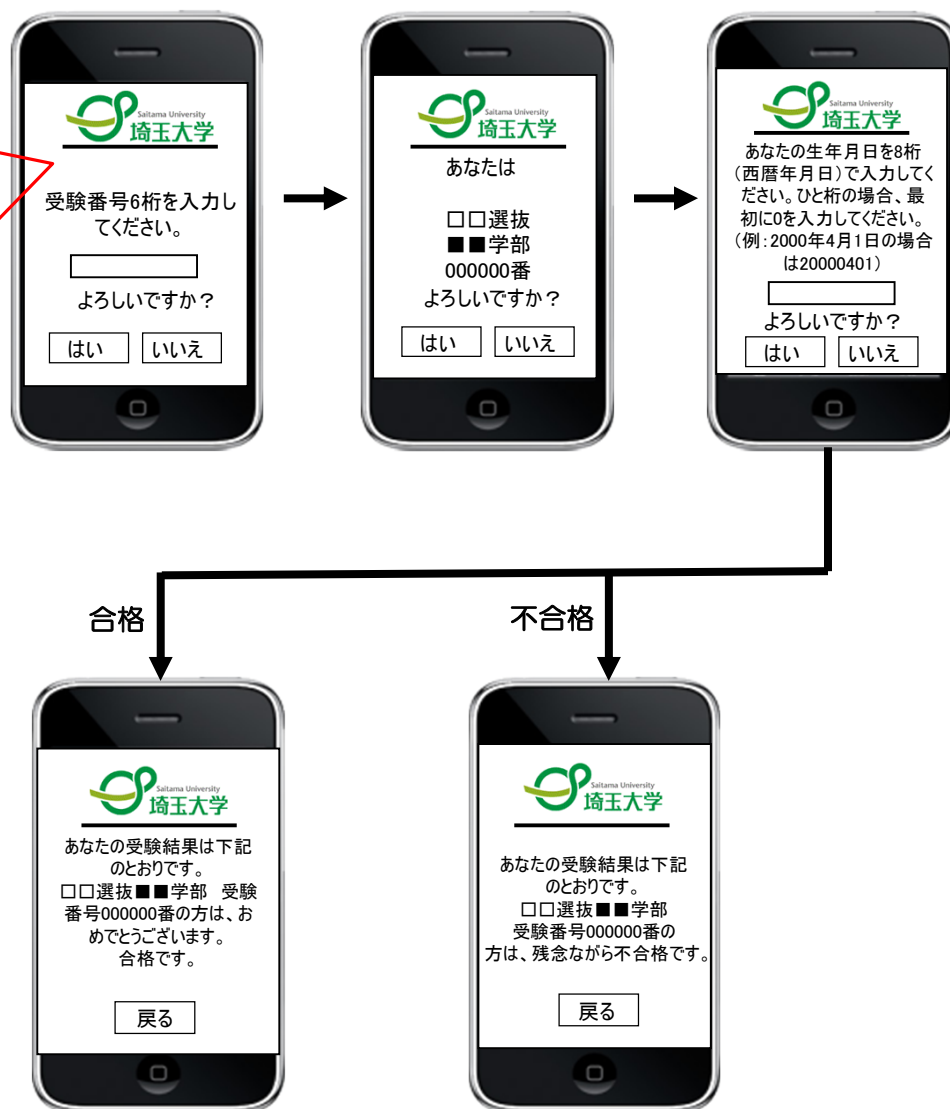 Saitama University
埼玉大学
受験番号6桁を入力し
てください。
よろしいですか？
はい
いいえ
Saitama University
埼玉大学
あなたは
□□選抜
■■学部
000000番
よろしいですか？
はい
いいえ
Saitama University
埼玉大学
あなたの生年月日を8桁
（西暦年月日）で入力してく
ださい。ひと桁の場合、最
初に0を入力してください。
（例：2000年4月1日の場合
は20000401）
よろしいですか？
はい
いいえ
合格
不合格
Saitama University
埼玉大学
あなたの受験結果は下記
のとおりです。
□□選抜■■学部　受験
番号000000番の方は、お
めでとうございます。
合格です。
戻る
Saitama University
埼玉大学
あなたの受験結果は下記
のとおりです。
□□選抜■■学部
受験番号000000番の
方は、残念ながら不合格です。
戻る